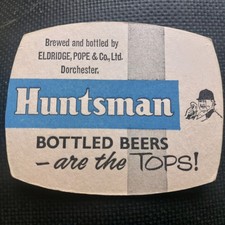 Brewed and bottled by
ELDRIDGE, POPE & Co., Ltd.
Dorchester.
Huntsman
BOTTLED BEERS
- are the TOPS!